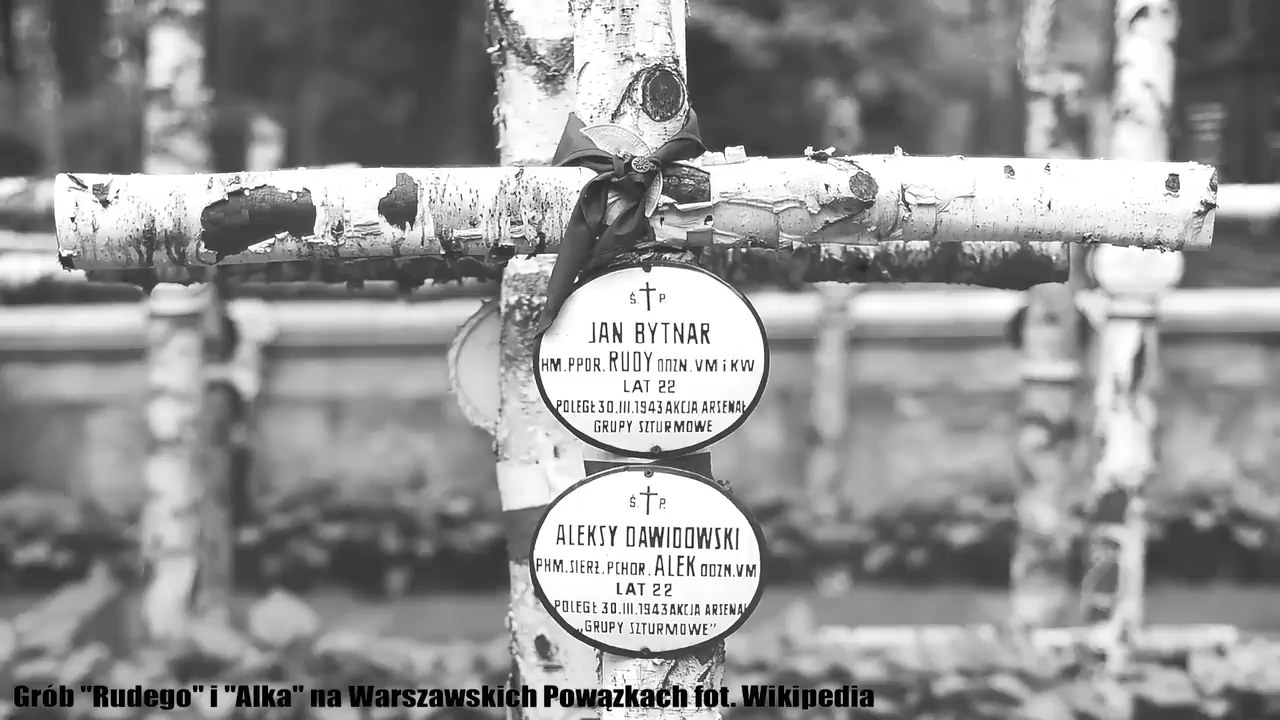 Ś. P.
JAN BYTNAR
HM. PPOR. RUDY ODZN. VM i KW
LAT 22
POLEGŁ 30.III.1943 AKCJA ARSENAŁ
GRUPY SZTURMOWE
Ś. P.
ALEKSY DAWIDOWSKI
PHM. SIERŻ. PCHOR. ALEK ODZN. VM
LAT 22
POLEGŁ 30.III.1943 AKCJA ARSENAŁ
„GRUPY SZTURMOWE”
Grób "Rudego" i "Alka" na Warszawskich Powązkach fot. Wikipedia